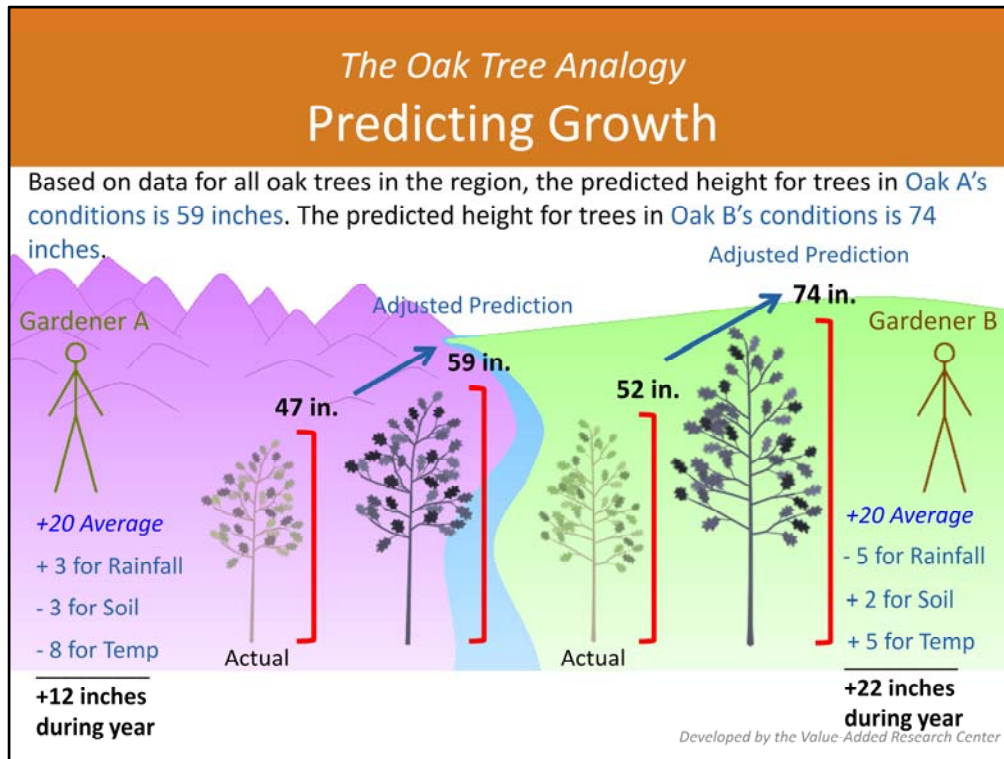 The Oak Tree Analogy
Predicting Growth
Based on data for all oak trees in the region, the predicted height for trees in Oak A's
conditions is 59 inches. The predicted height for trees in Oak B's conditions is 74
inches.
Adjusted Prediction
74 in.
Adjusted Prediction
Gardener A
Gardener B
59 in.
47 in.
52 in.
+20 Average
+ 3 for Rainfall
- 3 for Soil
- 8 for Temp
+12 inches
during year
Actual
Actual
+20 Average
- 5 for Rainfall
+ 2 for Soil
+ 5 for Temp
+22 inches
during year
Developed by the Value-Added Research Center